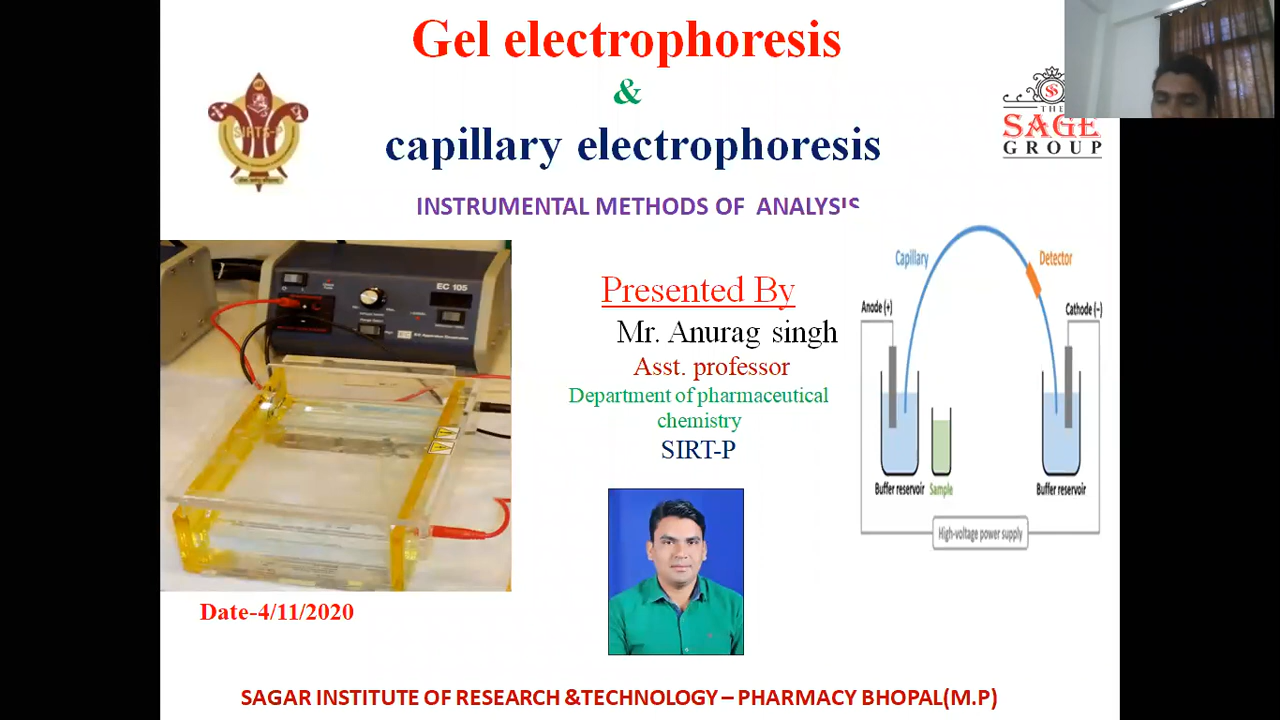 Gel electrophoresis
&
capillary electrophoresis
INSTRUMENTAL METHODS OF ANALYSIS
SIRTS-P
THE
SAGE
GROUP
EC 105
Presented By
Mr. Anurag singh
Asst. professor
Department of pharmaceutical
chemistry
SIRT-P
Capillary
Detector
Anode (+)
Cathode (–)
Buffer reservoir
Sample
Buffer reservoir
High-voltage power supply
Date-4/11/2020
SAGAR INSTITUTE OF RESEARCH &TECHNOLOGY – PHARMACY BHOPAL(M.P)